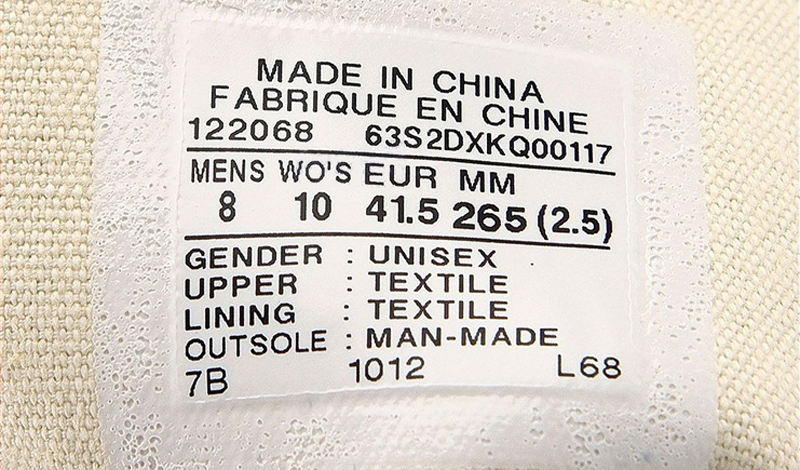 MADE IN CHINA
FABRIQUE EN CHINE
122068 63S2DXKQ00117
MENS WO'S EUR MM
8 10 41.5 265 (2.5)
GENDER : UNISEX
UPPER : TEXTILE
LINING : TEXTILE
OUTSOLE : MAN-MADE
7B 1012 L68